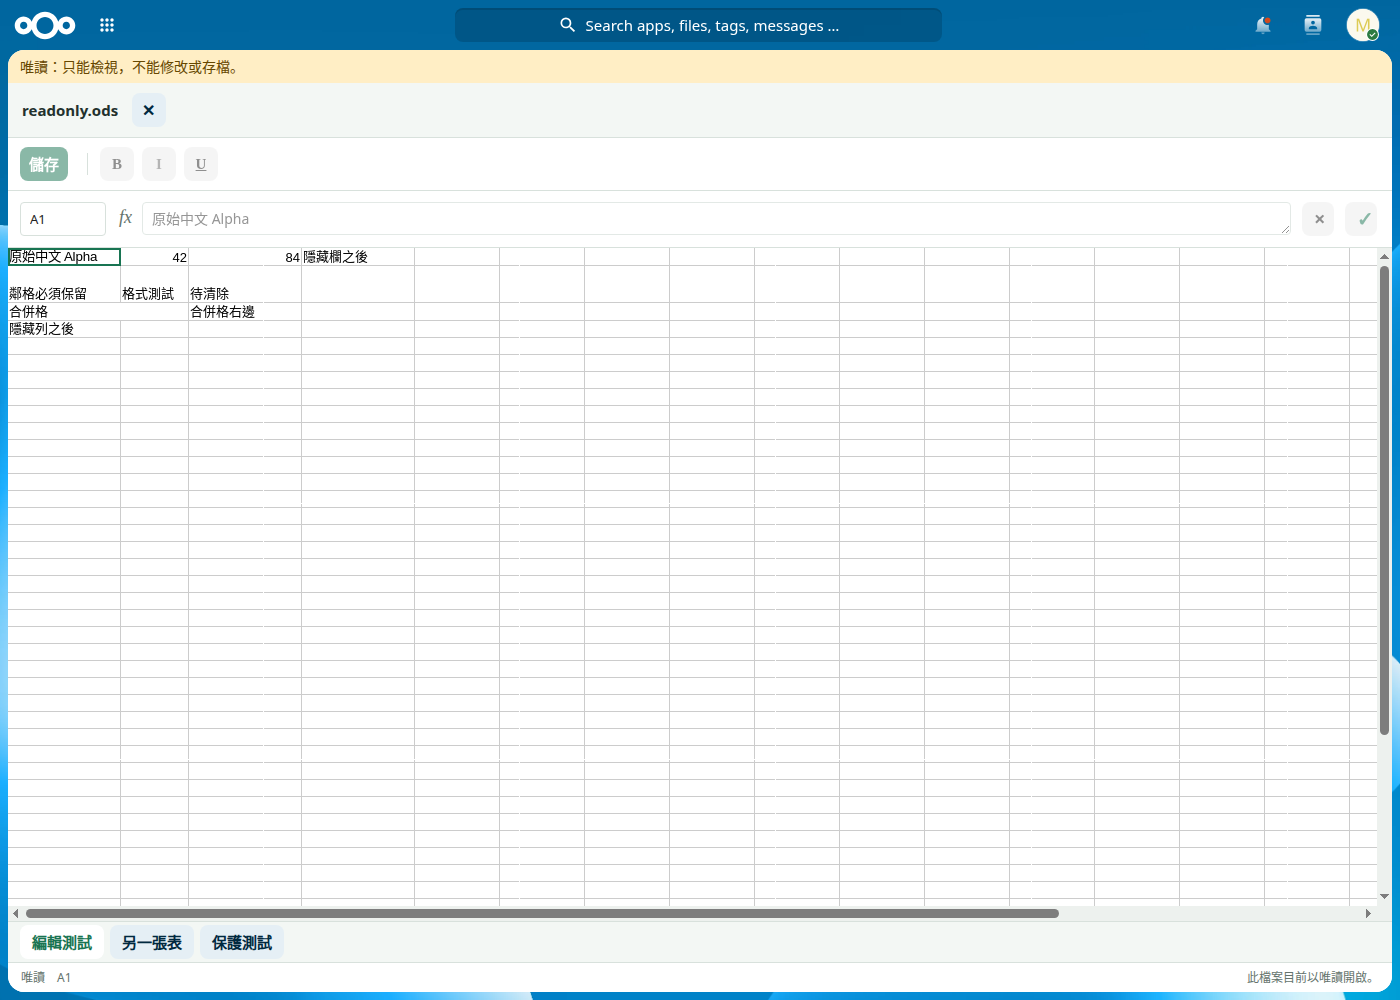 Search apps, files, tags, messages ...
M
唯讀：只能檢視，不能修改或存檔。
readonly.ods ×
儲存 B I U
A1 fx 原始中文 Alpha × ✓
原始中文 Alpha 42 84 隱藏欄之後
鄰格必須保留 格式測試 待清除
合併格 合併格右邊
隱藏列之後
編輯測試 另一張表 保護測試
唯讀 A1 此檔案目前以唯讀開啟。